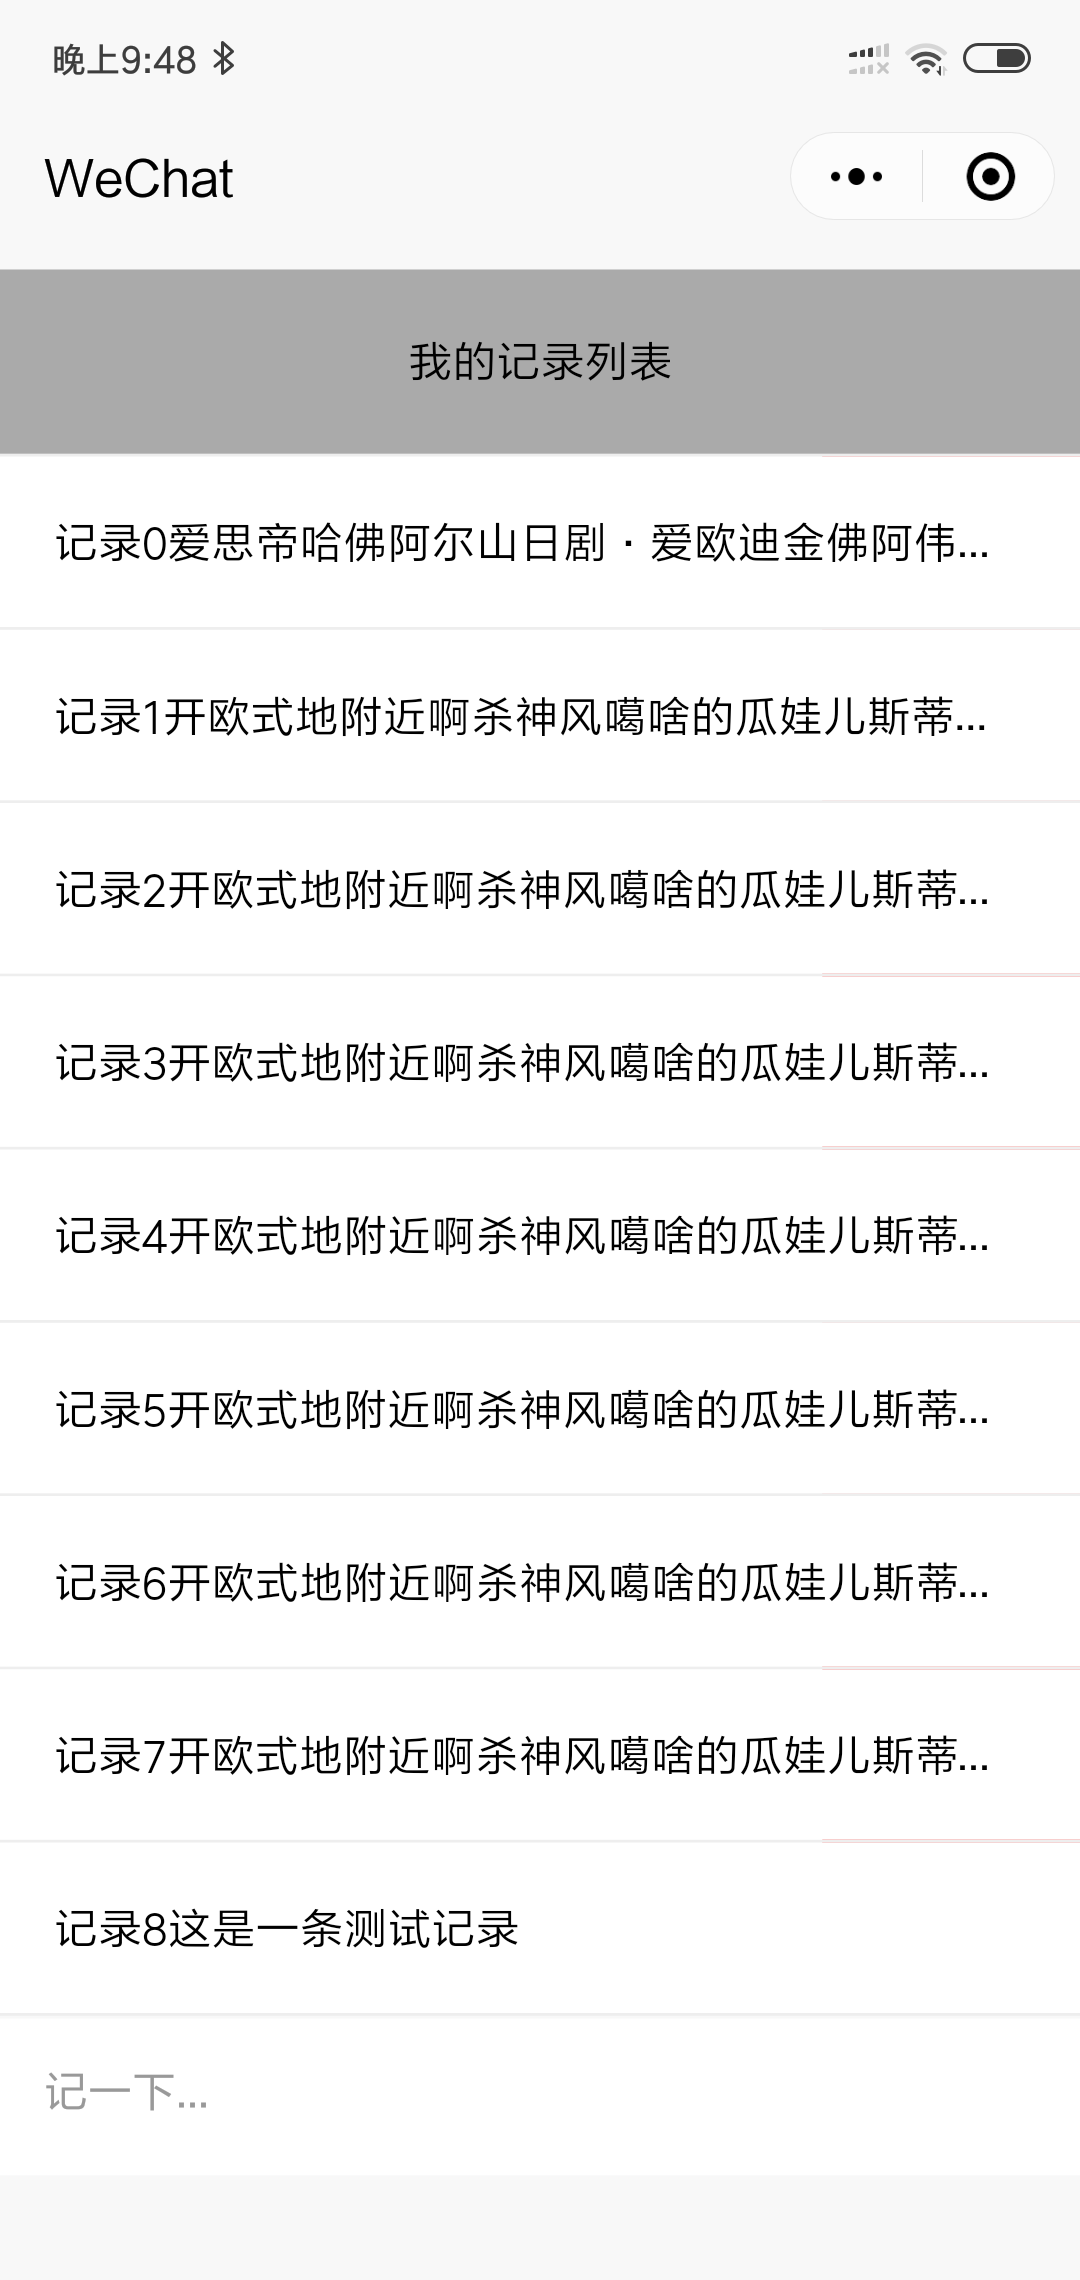 晚上9:48
WeChat
我的记录列表
记录0爱思帝哈佛阿尔山日剧·爱欧迪金佛阿伟...
记录1开欧式地附近啊杀神风噶啥的瓜娃儿斯蒂...
记录2开欧式地附近啊杀神风噶啥的瓜娃儿斯蒂...
记录3开欧式地附近啊杀神风噶啥的瓜娃儿斯蒂...
记录4开欧式地附近啊杀神风噶啥的瓜娃儿斯蒂...
记录5开欧式地附近啊杀神风噶啥的瓜娃儿斯蒂...
记录6开欧式地附近啊杀神风噶啥的瓜娃儿斯蒂...
记录7开欧式地附近啊杀神风噶啥的瓜娃儿斯蒂...
记录8这是一条测试记录
记一下...